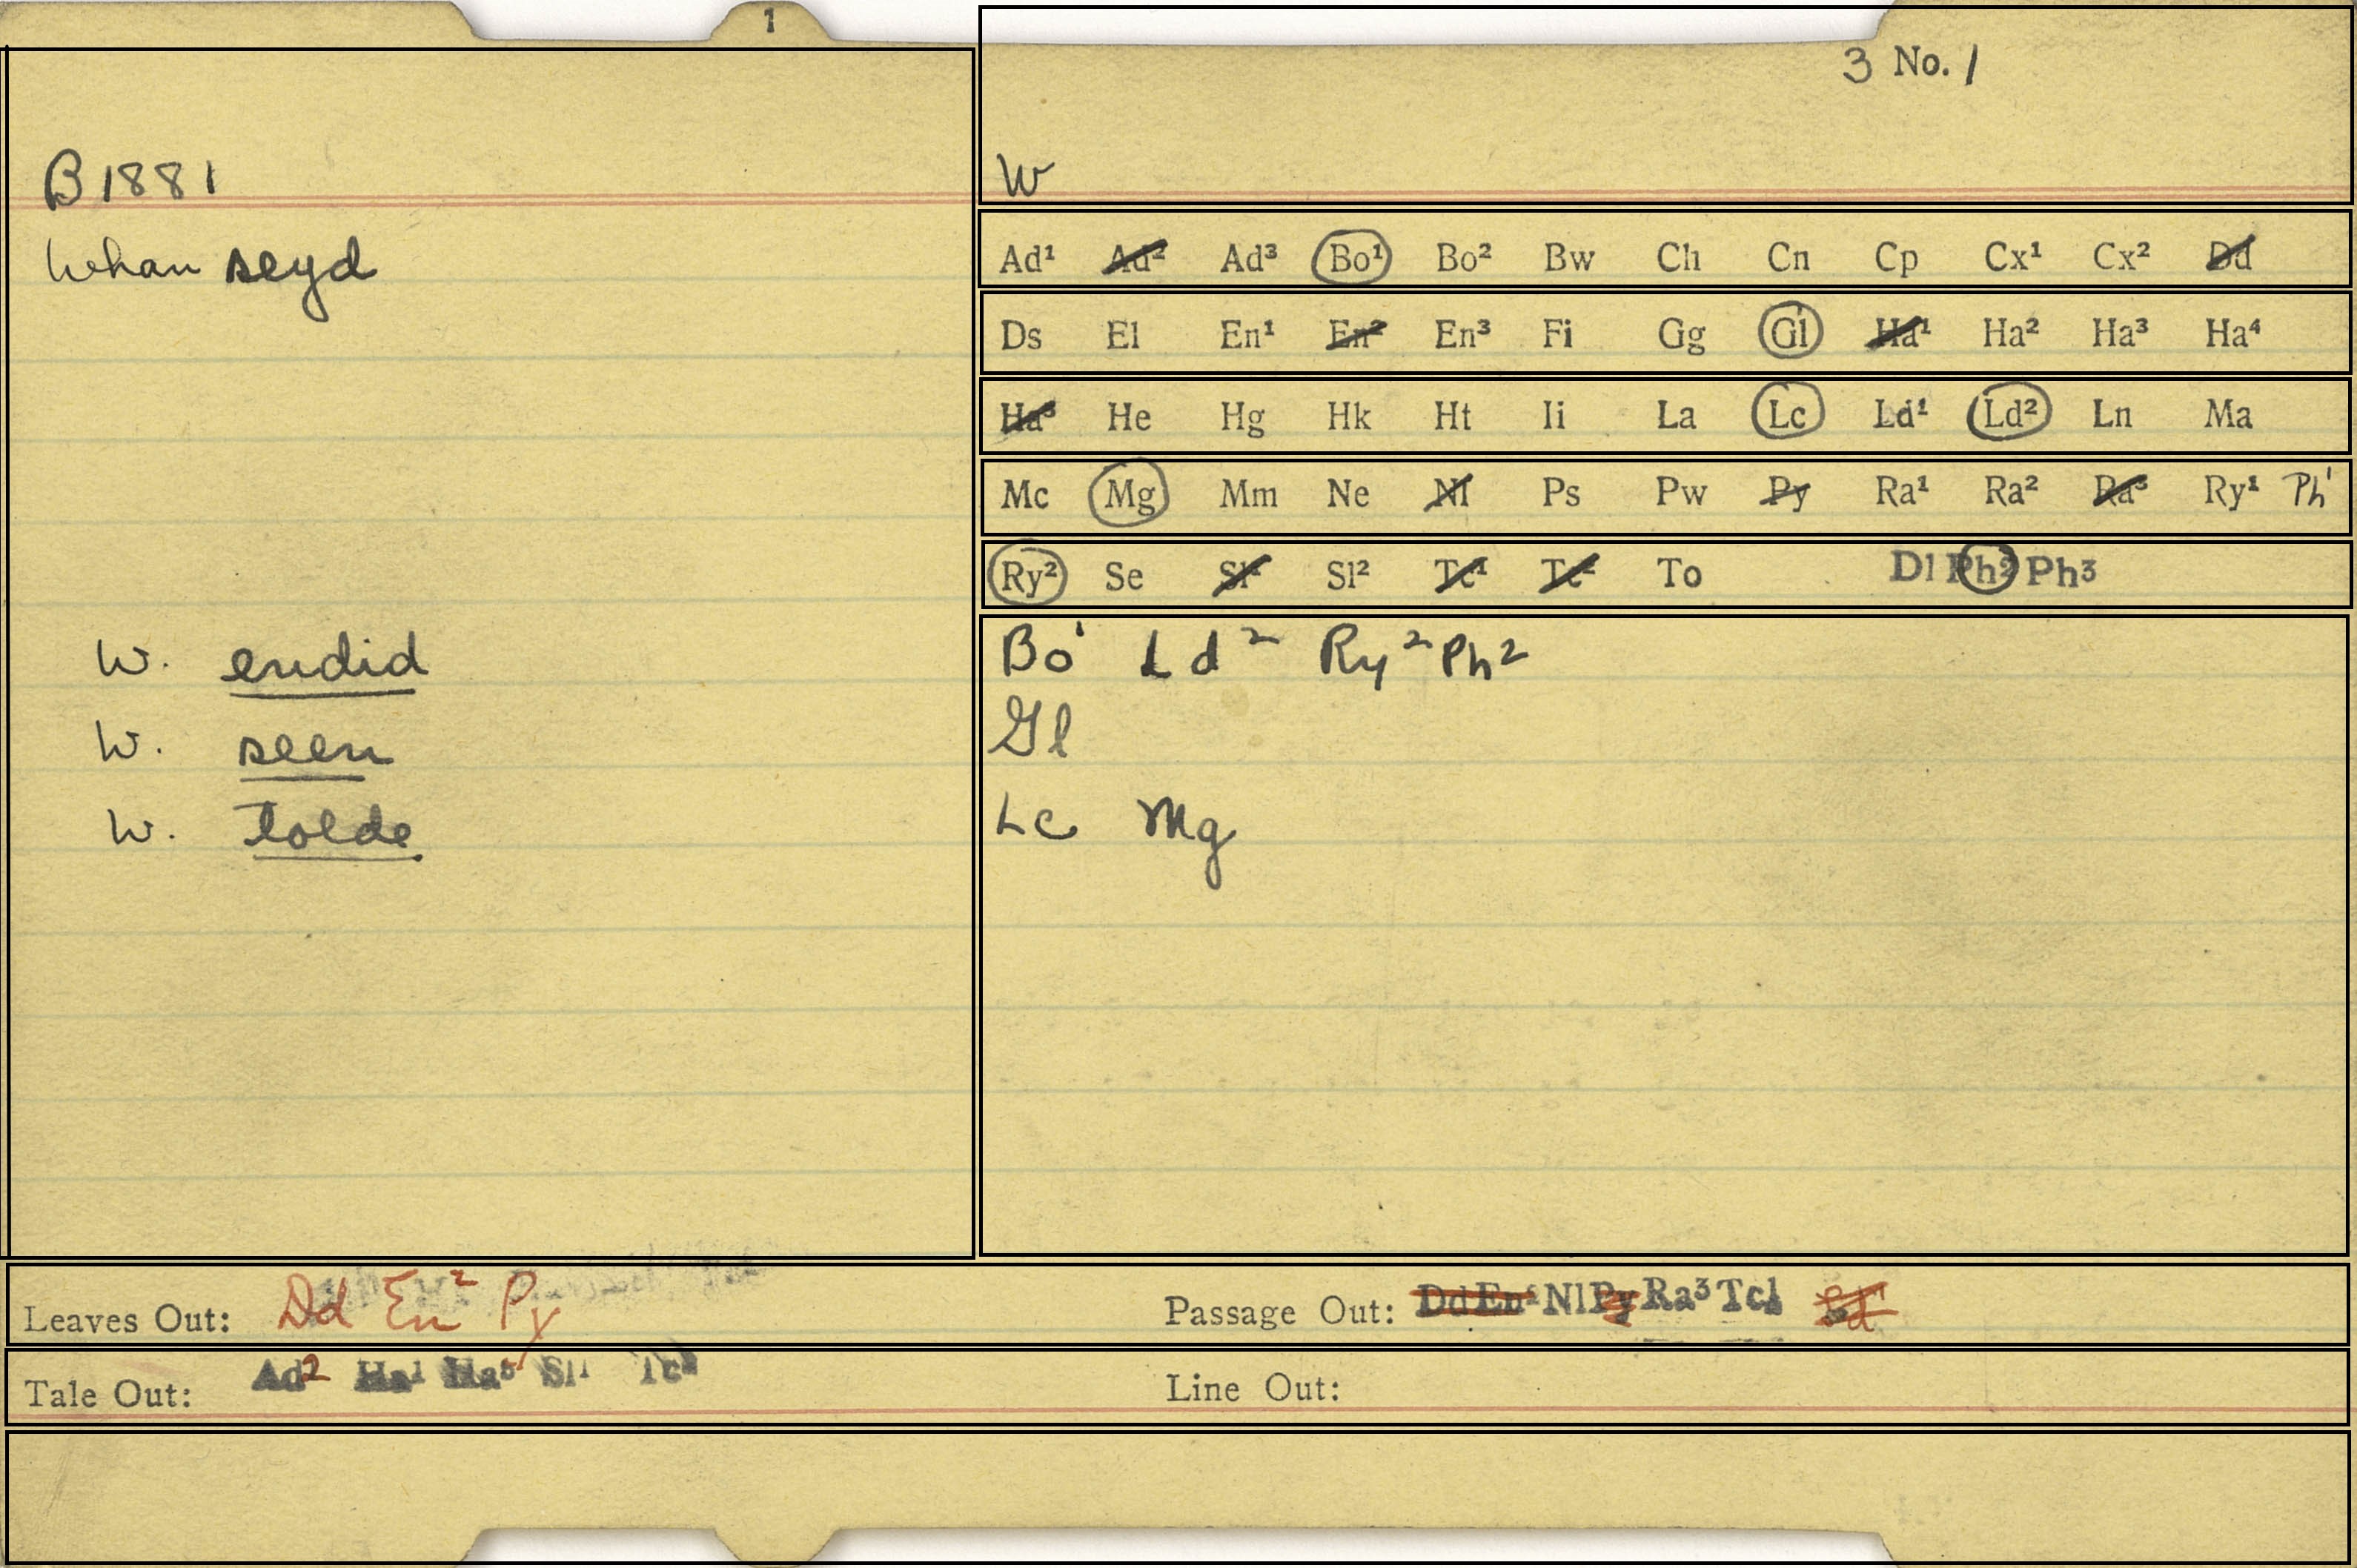 1
3 No. 1
B 1881
W
Whan seyd
Ad¹ Ad² Ad³ Bo¹ Bo² Bw Ch Cn Cp Cx¹ Cx² Dd
Ds El En¹ En² En³ Fi Gg Gl Ha¹ Ha² Ha³ Ha⁴
Ha⁵ He Hg Hk Ht Ii La Lc Ld¹ Ld² Ln Ma
Mc Mg Mm Ne Nl Ps Pw Py Ra¹ Ra² Ra³ Ry¹ Ph¹
Ry² Se Sl¹ Sl² Tc¹ Tc² To Dl Ph² Ph³
W. endid
Bo¹ Ld² Ry² Ph²
W. seen
Gl
W. tolde
Lc Mg
Leaves Out: Dd En² Py
Passage Out: Dd En² Nl Py Ra³ Tc1
Tale Out: Ad2 Ha1 Ha5 Sl1 Tc2
Line Out: